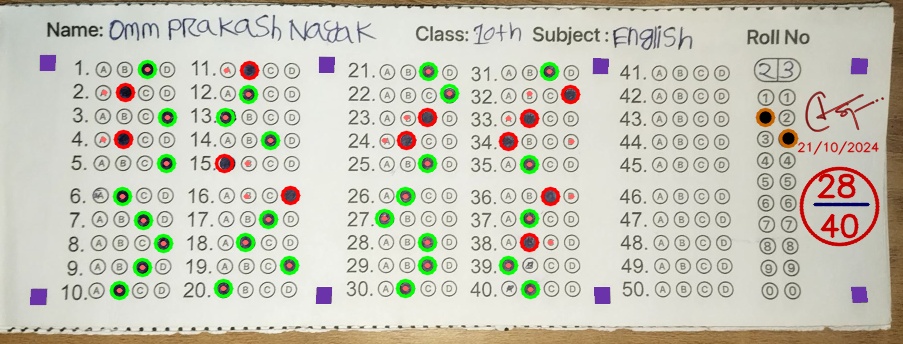 Name: Omm Prakash Nayak Class: 10th Subject: English Roll No
23
1. A B D 11. A C D 21. A B D 31. A B D 41. A B C D
2. A C D 12. A C D 22. A B C 32. A B C 42. A B C D
3. A B C 13. B C D 23. A B D 33. A C D 43. A B C D
4. A C D 14. A B D 24. A C D 34. B C D 44. A B C D
5. A B C 15. B C D 25. A B D 35. A C D 45. A B C D
6. A C D 16. A B C 26. A C D 36. A B D 46. A B C D
7. A B D 17. A B D 27. B C D 37. A C D 47. A B C D
8. A B C 18. A C D 28. A B D 38. A C D 48. A B C D
9. A B D 19. A B C 29. A B D 39. B C D 49. A B C D
10. A C D 20. B C D 30. A C D 40. A C D 50. A B C D
1 1
2
3
4 4
5 5
6 6
7 7
8 8
9 9
0 0
21/10/2024
28
40